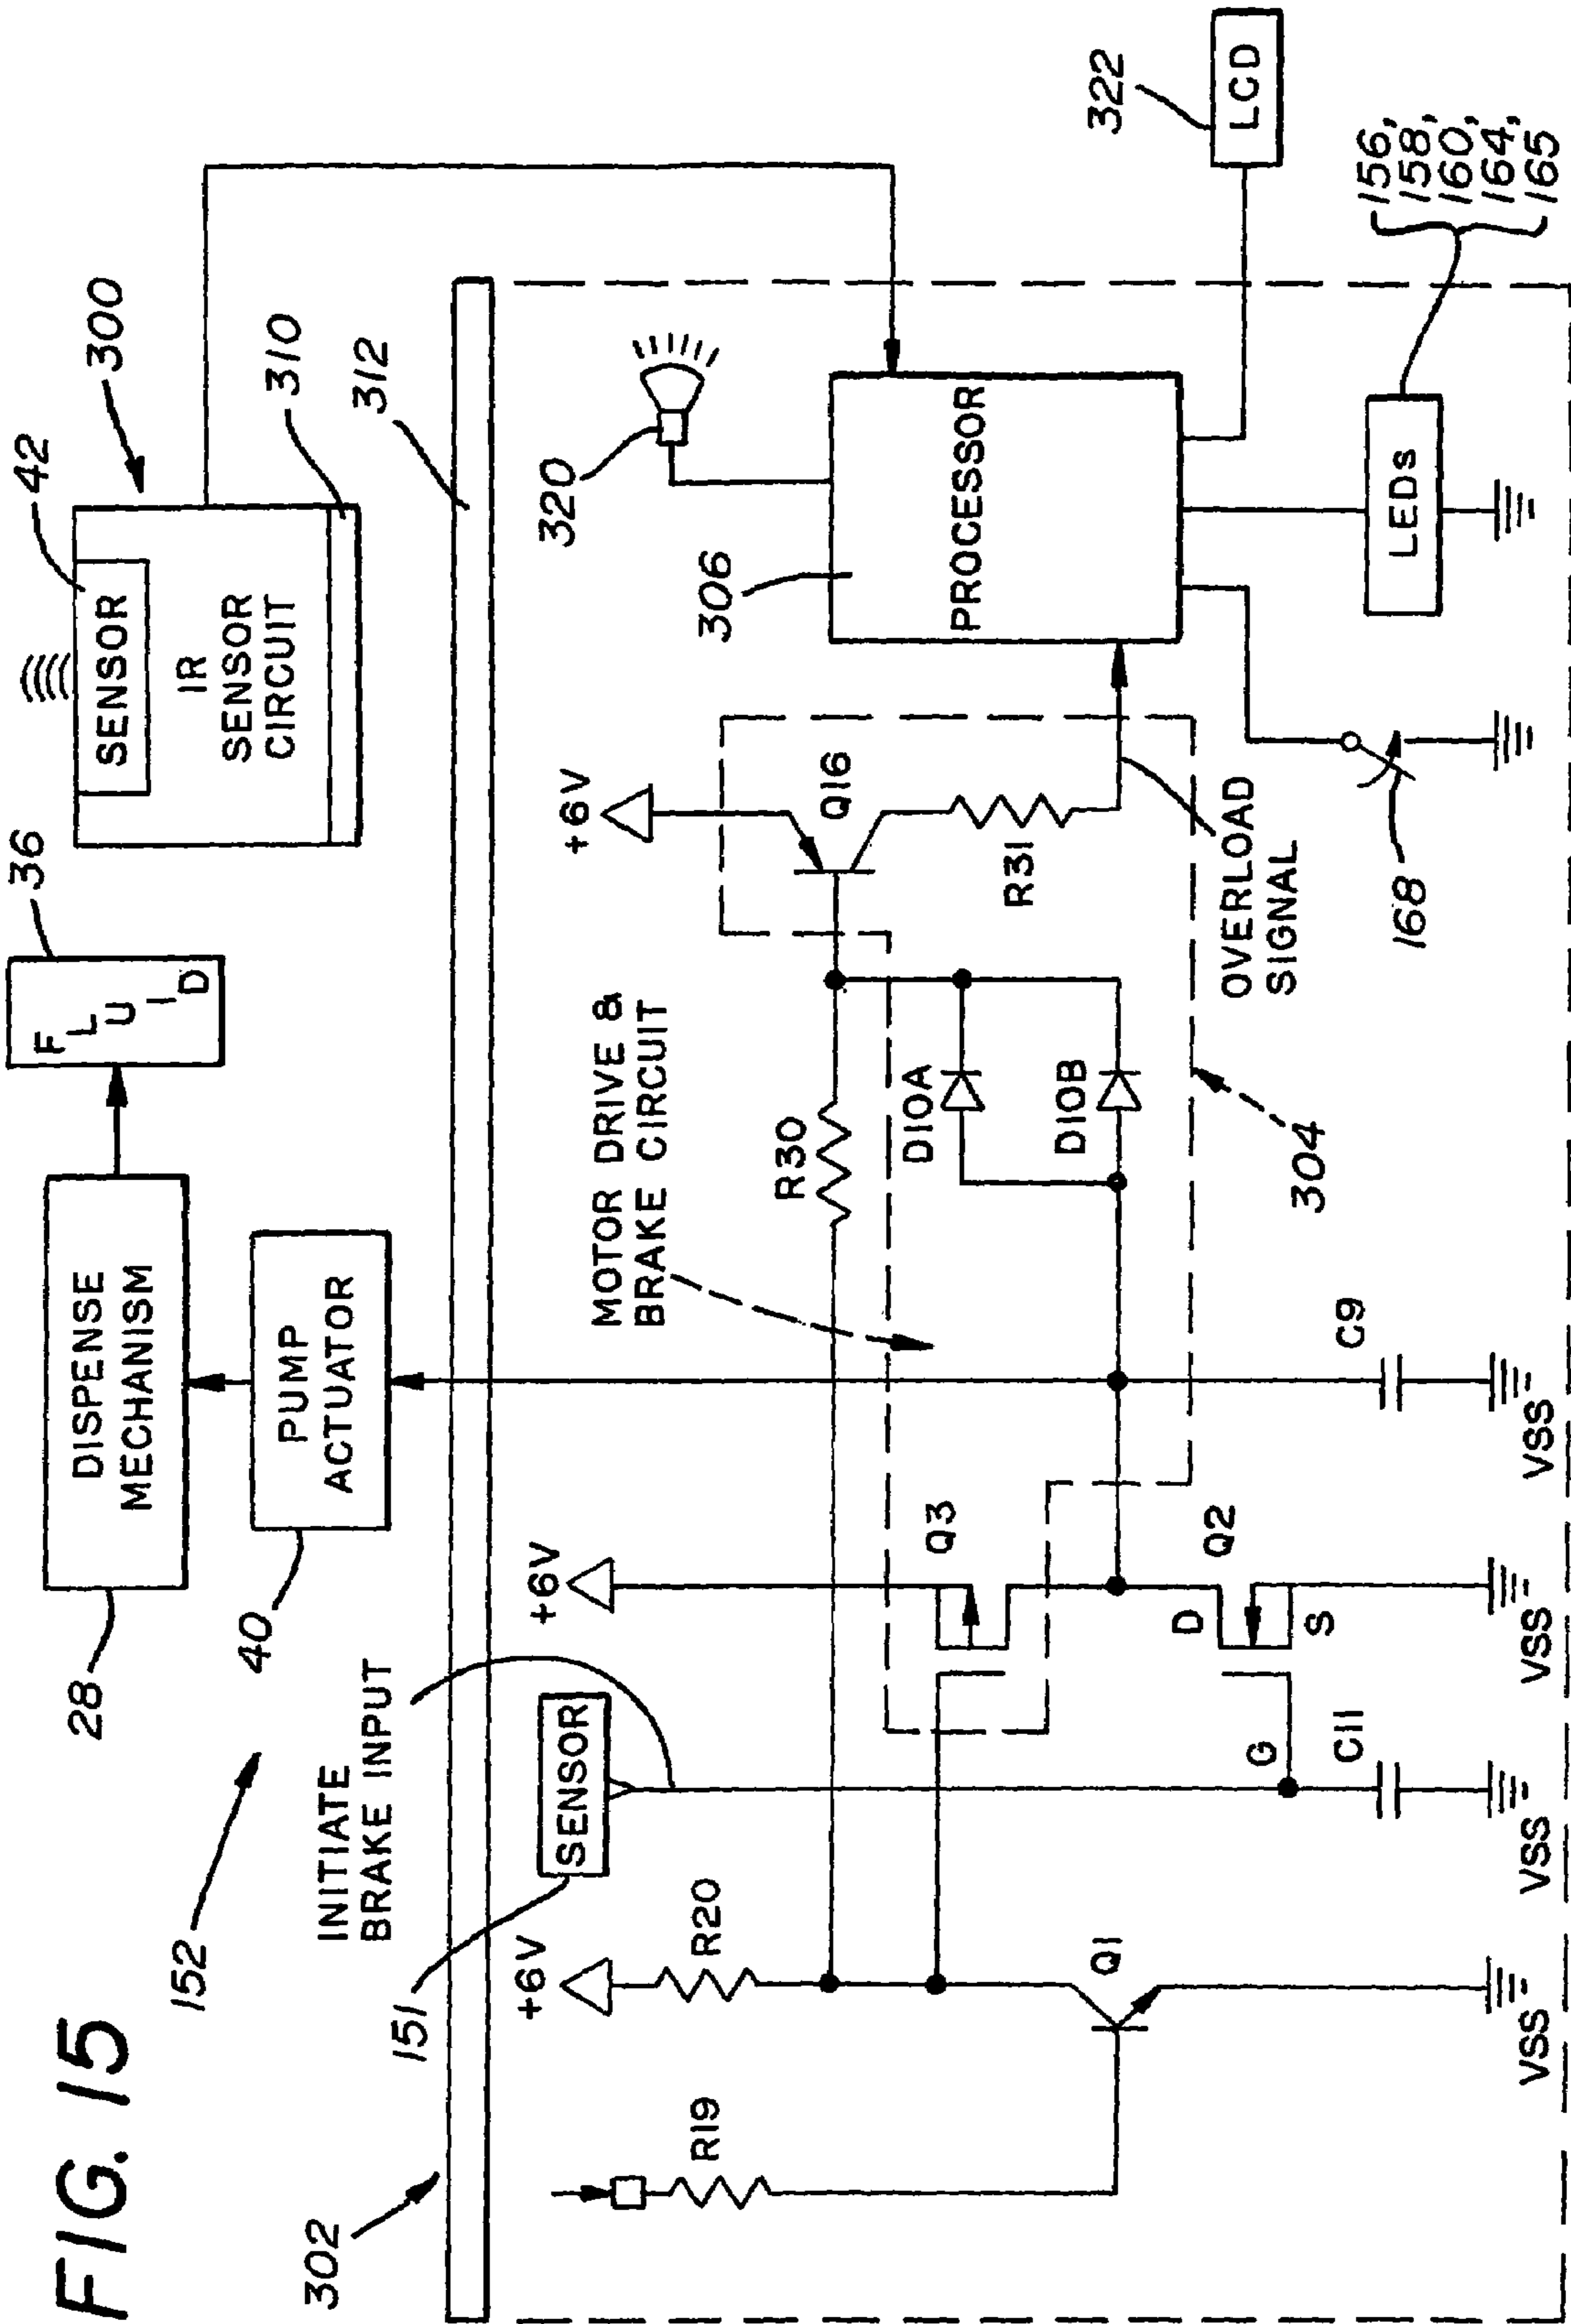 FIG. 15
152
28
DISPENSE
MECHANISM
36
FLUID
40
PUMP
ACTUATOR
42
300
SENSOR
IR
SENSOR
CIRCUIT
310
302
312
INITIATE
BRAKE INPUT
151
SENSOR
+6V
R20
R19
Q1
VSS
G
C11
VSS
+6V
Q3
D
Q2
S
VSS
MOTOR DRIVE &
BRAKE CIRCUIT
R30
D10A
D10B
C9
VSS
304
+6V
Q16
R31
OVERLOAD
SIGNAL
306
PROCESSOR
320
322
LCD
168
LEDs
156,
158,
160,
164,
165